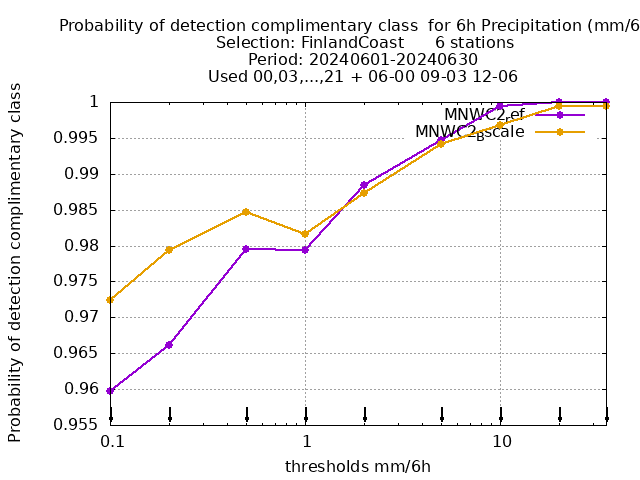 Probability of detection complimentary class  for 6h Precipitation (mm/6
Selection: FinlandCoast      6 stations
Period: 20240601-20240630
Used 00,03,...,21 + 06-00 09-03 12-06
Probability of detection complimentary class
1
0.995
0.99
0.985
0.98
0.975
0.97
0.965
0.96
0.955
MNWC2ref
MNWC2Bscale
0.1
1
10
thresholds mm/6h